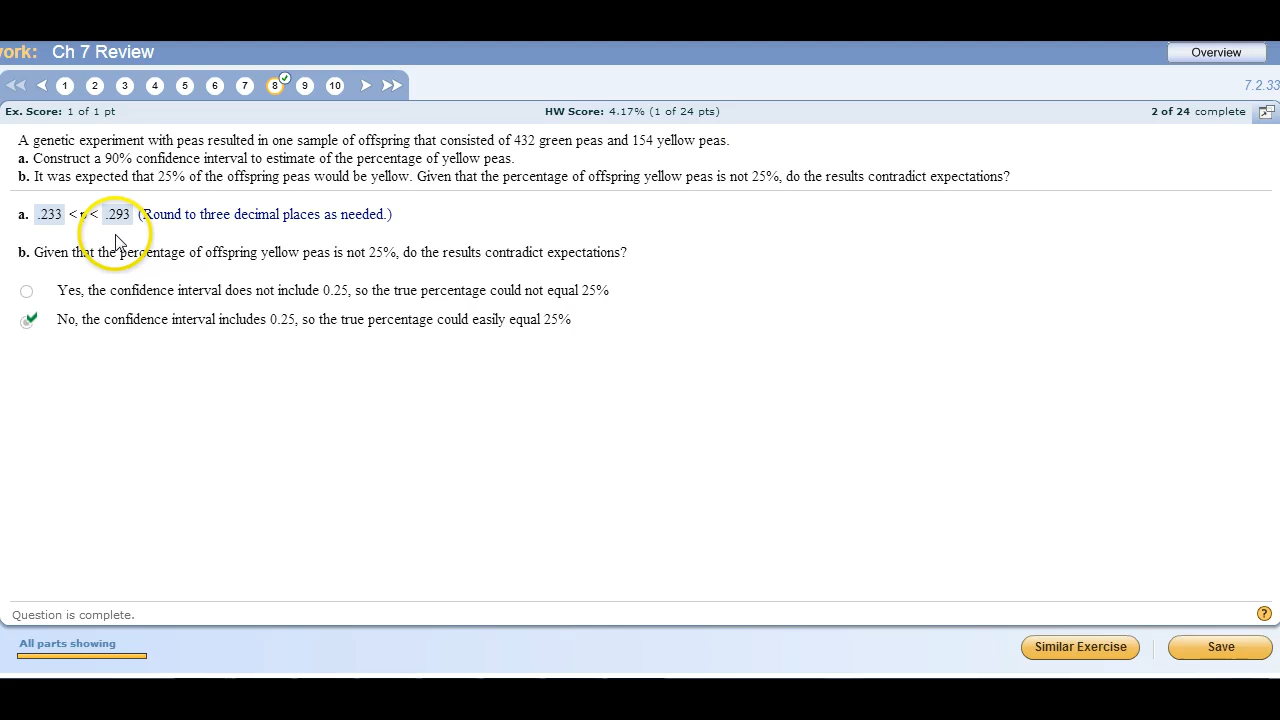 ork: Ch 7 Review
Overview
1 2 3 4 5 6 7 8 9 10
7.2.33
Ex. Score: 1 of 1 pt
HW Score: 4.17% (1 of 24 pts)
2 of 24 complete
A genetic experiment with peas resulted in one sample of offspring that consisted of 432 green peas and 154 yellow peas.
a. Construct a 90% confidence interval to estimate of the percentage of yellow peas.
b. It was expected that 25% of the offspring peas would be yellow. Given that the percentage of offspring yellow peas is not 25%, do the results contradict expectations?
a. .233 < p < .293 (Round to three decimal places as needed.)
b. Given that the percentage of offspring yellow peas is not 25%, do the results contradict expectations?
Yes, the confidence interval does not include 0.25, so the true percentage could not equal 25%
No, the confidence interval includes 0.25, so the true percentage could easily equal 25%
Question is complete.
?
All parts showing
Similar Exercise
Save